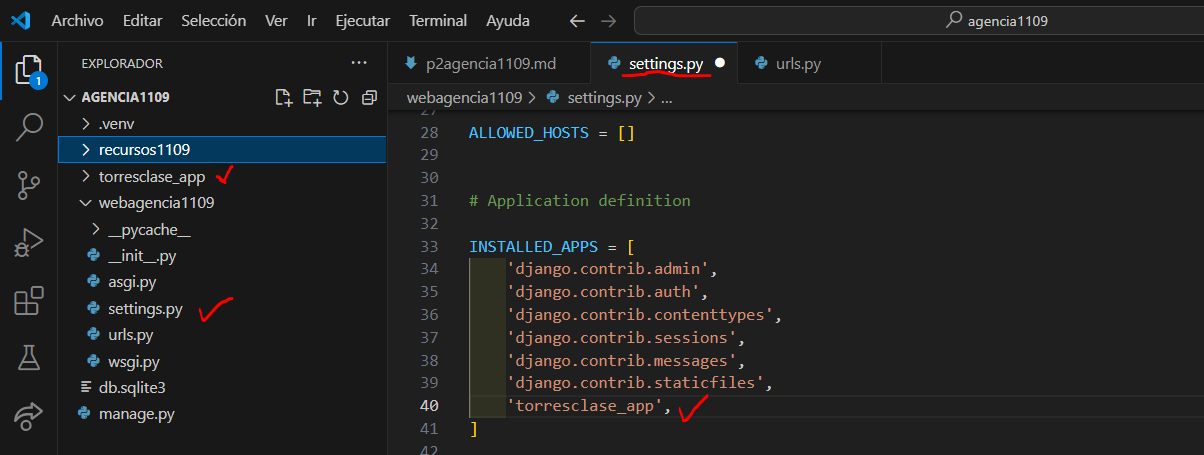 Archivo Editar Selección Ver Ir Ejecutar Terminal Ayuda
agencia1109
EXPLORADOR
AGENCIA1109
.venv
recursos1109
torresclase_app
webagencia1109
__pycache__
__init__.py
asgi.py
settings.py
urls.py
wsgi.py
db.sqlite3
manage.py
1
p2agencia1109.md
settings.py
urls.py
webagencia1109 > settings.py > ...
27
28 ALLOWED_HOSTS = []
29
30
31 # Application definition
32
33 INSTALLED_APPS = [
34 'django.contrib.admin',
35 'django.contrib.auth',
36 'django.contrib.contenttypes',
37 'django.contrib.sessions',
38 'django.contrib.messages',
39 'django.contrib.staticfiles',
40 'torresclase_app',
41 ]
42